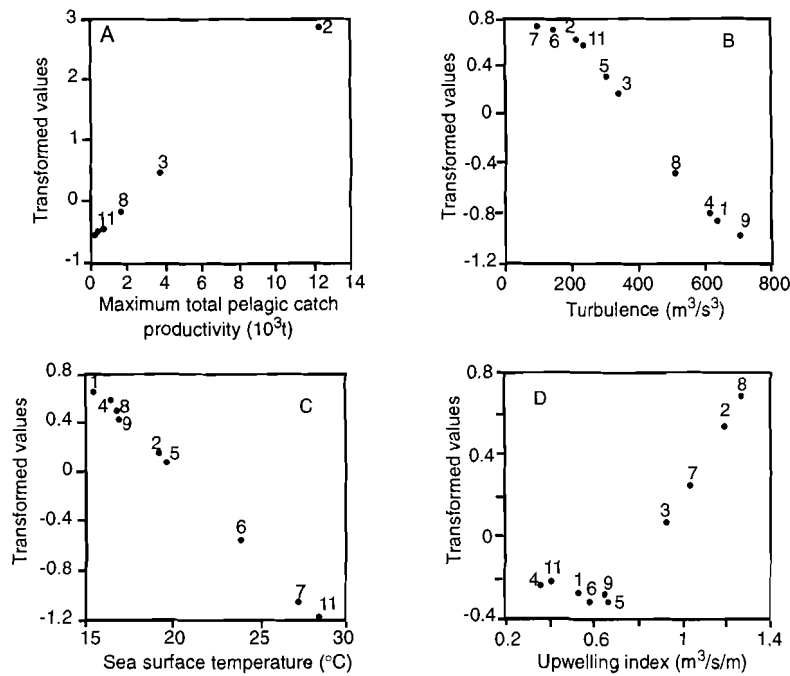 A
Transformed values
3
2
1
0
-1
2
3
8
11
0 2 4 6 8 10 12 14
Maximum total pelagic catch
productivity (10³t)
B
Transformed values
0.8
0.4
0
-0.4
-0.8
-1.2
7 6 2 11
5
3
8
4 1
9
0 200 400 600 800
Turbulence (m³/s³)
C
Transformed values
0.8
0.4
0
-0.4
-0.8
-1.2
1
4 8
9
2 5
6
7
11
15 20 25 30
Sea surface temperature (°C)
D
Transformed values
0.8
0.4
0
-0.4
8
2
7
3
4 11 1 6 9 5
0.2 0.6 1 1.4
Upwelling index (m³/s/m)